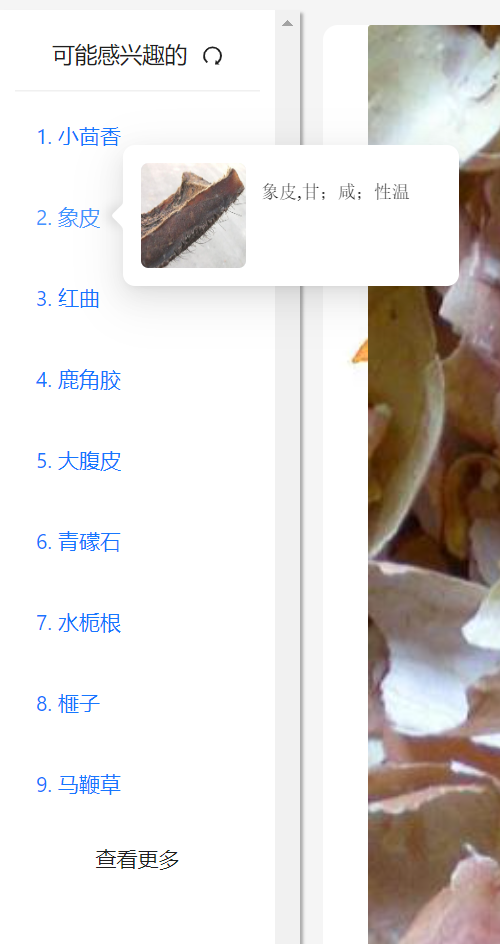 可能感兴趣的
1. 小茴香
2. 象皮
象皮,甘；咸；性温
3. 红曲
4. 鹿角胶
5. 大腹皮
6. 青礞石
7. 水栀根
8. 榧子
9. 马鞭草
查看更多